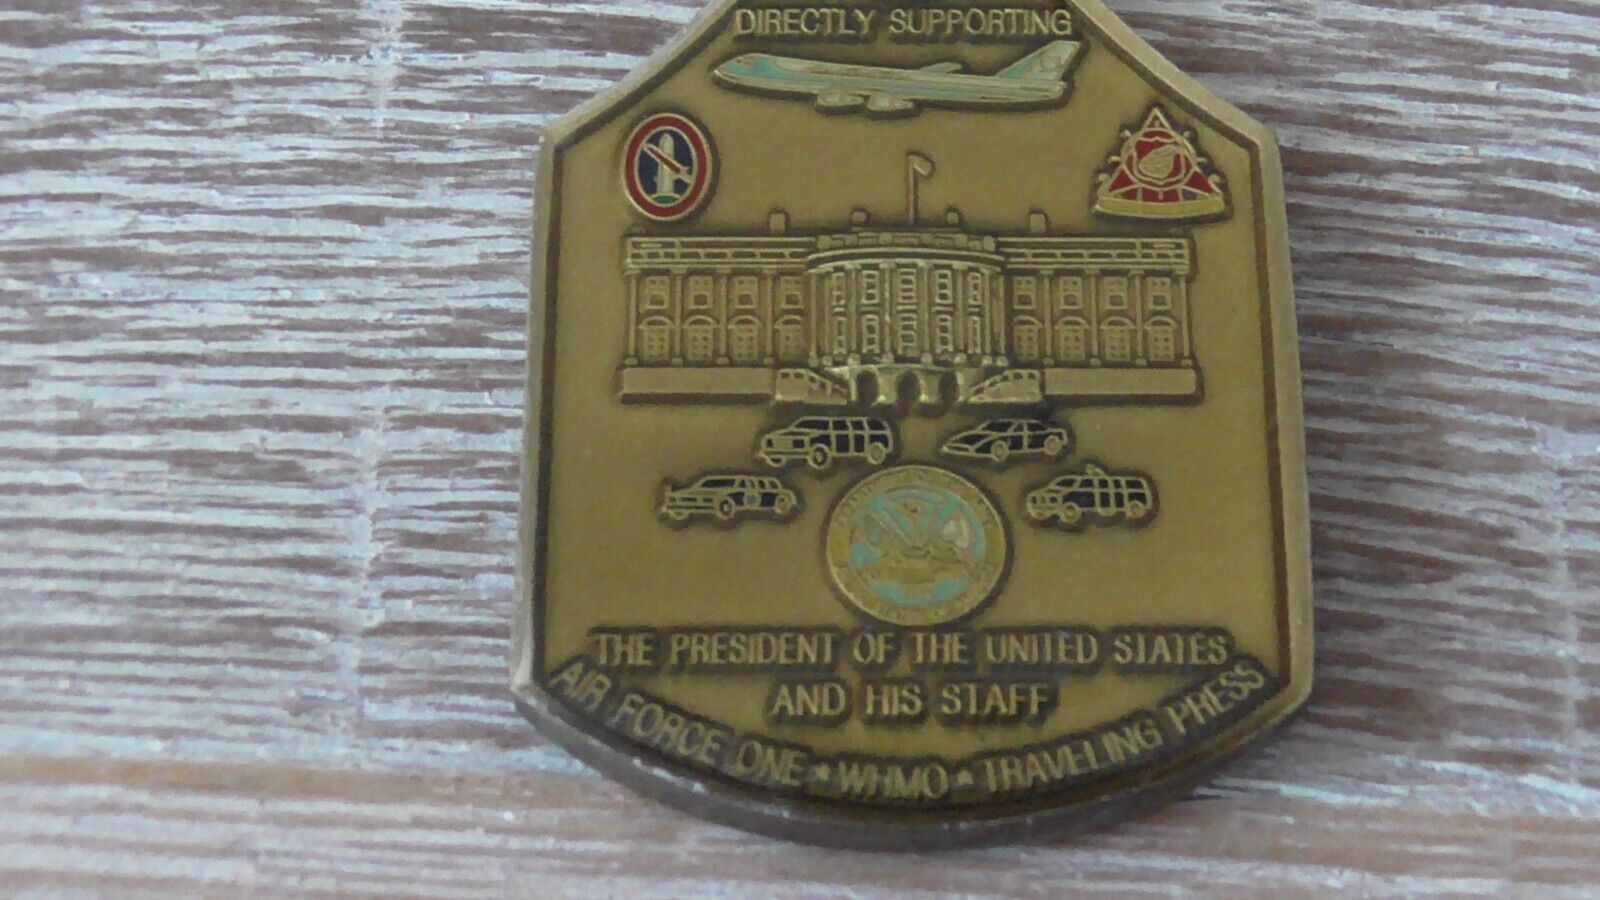 DIRECTLY SUPPORTING
THE PRESIDENT OF THE UNITED STATES
AND HIS STAFF
AIR FORCE ONE * WHMO * TRAVELING PRESS